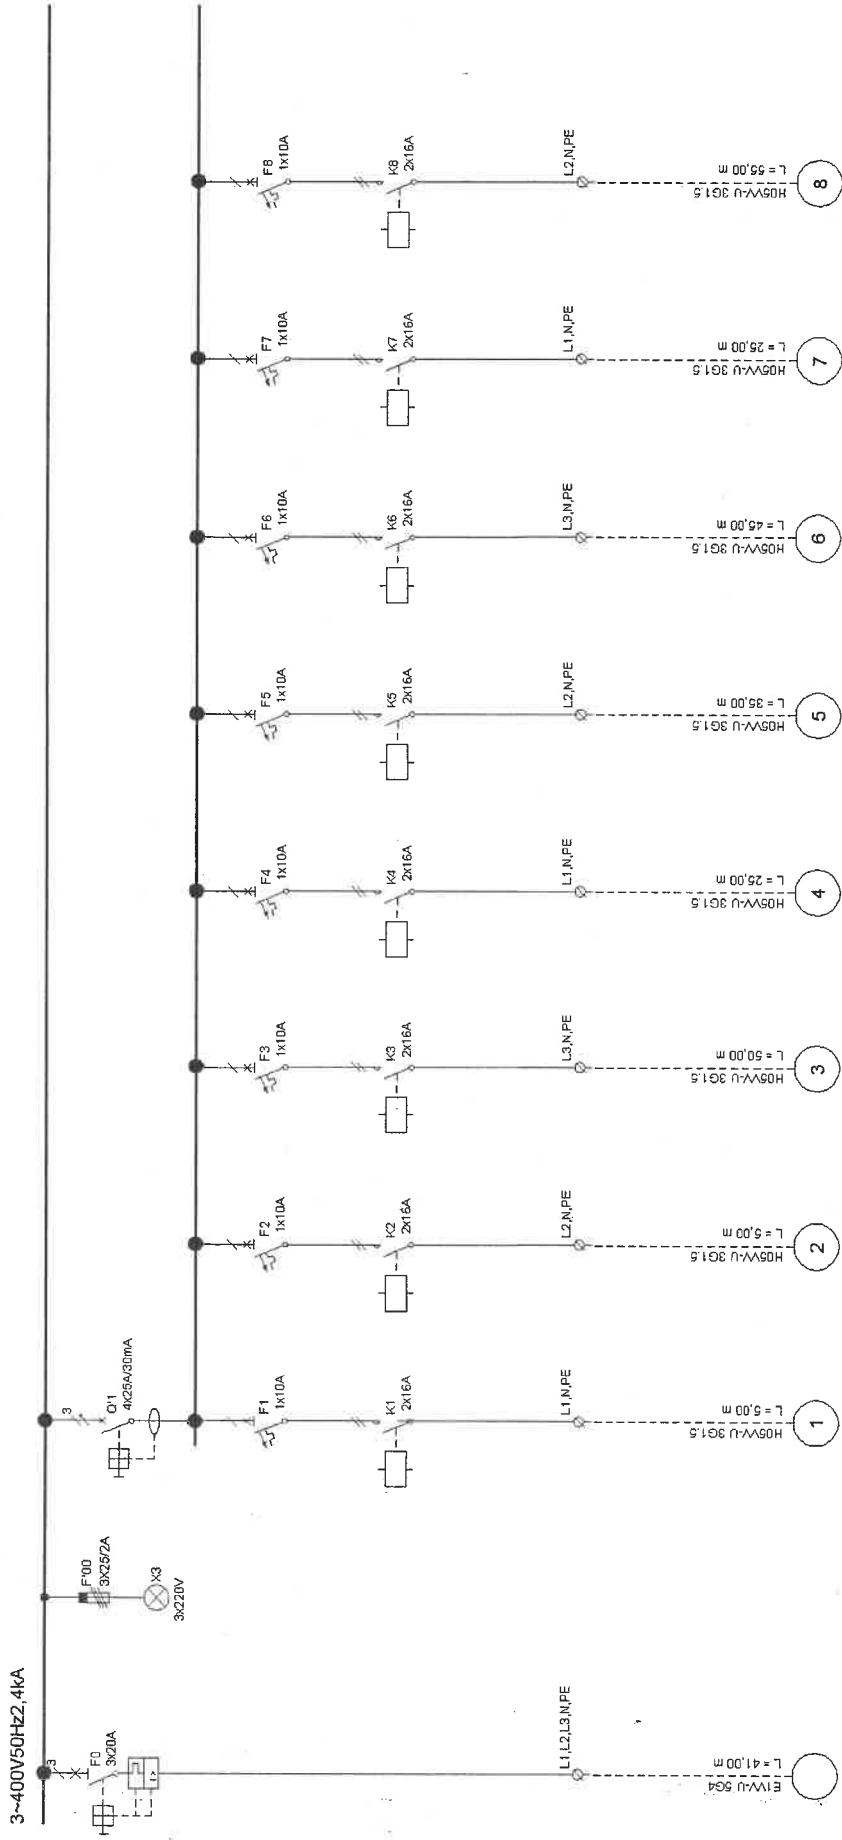 3~400V50Hz2,4kA
3
F0
3x20A
I>
L1,L2,L3,N,PE
E1VV-U 5G4
L = 41,00 m
F'00
3X25/2A
X3
3x220V
3
Q'1
4x25A/30mA
F1
1x10A
K1
2x16A
L1,N,PE
H05VV-U 3G1.5
L = 5,00 m
1
F2
1x10A
K2
2x16A
L2,N,PE
H05VV-U 3G1.5
L = 5,00 m
2
F3
1x10A
K3
2x16A
L3,N,PE
H05VV-U 3G1.5
L = 50,00 m
3
F4
1x10A
K4
2x16A
L1,N,PE
H05VV-U 3G1.5
L = 25,00 m
4
F5
1x10A
K5
2x16A
L2,N,PE
H05VV-U 3G1.5
L = 35,00 m
5
F6
1x10A
K6
2x16A
L3,N,PE
H05VV-U 3G1.5
L = 45,00 m
6
F7
1x10A
K7
2x16A
L1,N,PE
H05VV-U 3G1.5
L = 25,00 m
7
F8
1x10A
K8
2x16A
L2,N,PE
H05VV-U 3G1.5
L = 55,00 m
8